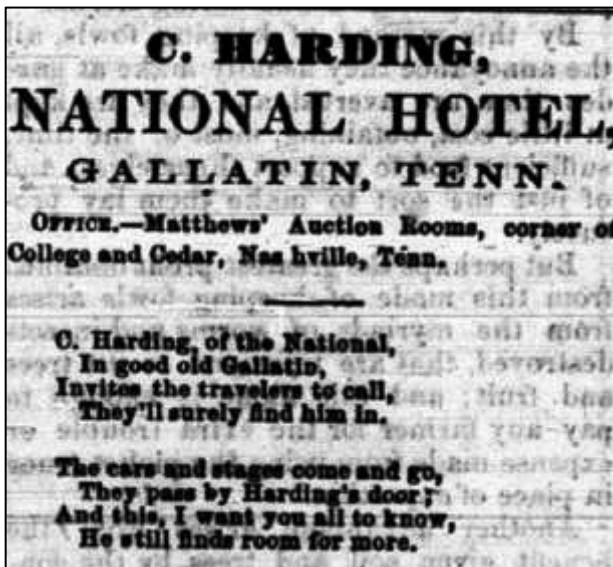 C. HARDING,
NATIONAL HOTEL,
GALLATIN, TENN.
OFFICE.—Matthews' Auction Rooms, corner of
College and Cedar, Nashville, Tenn.
C. Harding, of the National,
In good old Gallatin,
Invites the travelers to call,
They'll surely find him in.
The cars and stages come and go,
They pass by Harding's door;
And this, I want you all to know,
He still finds room for more.